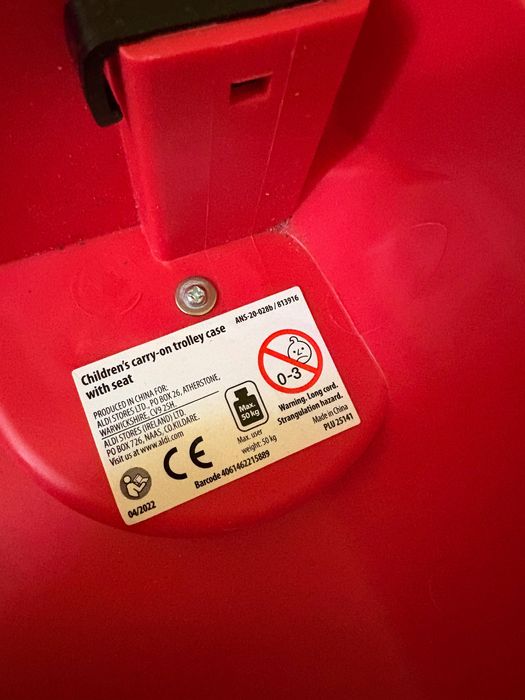 Children's carry-on trolley case
with seat
ANS-20-028b / 813916
PRODUCED IN CHINA FOR:
ALDI STORES LTD., PO BOX 26, ATHERSTONE,
WARWICKSHIRE, CV9 2SH.
ALDI STORES (IRELAND) LTD.
PO BOX 726, NAAS, CO.KILDARE.
Visit us at www.aldi.com
04/2022
CE
Max.
50 kg
Max. user
weight: 50 kg
Barcode 4061462215889
0-3
Warning. Long cord.
Strangulation hazard.
Made in China
PLU 25141